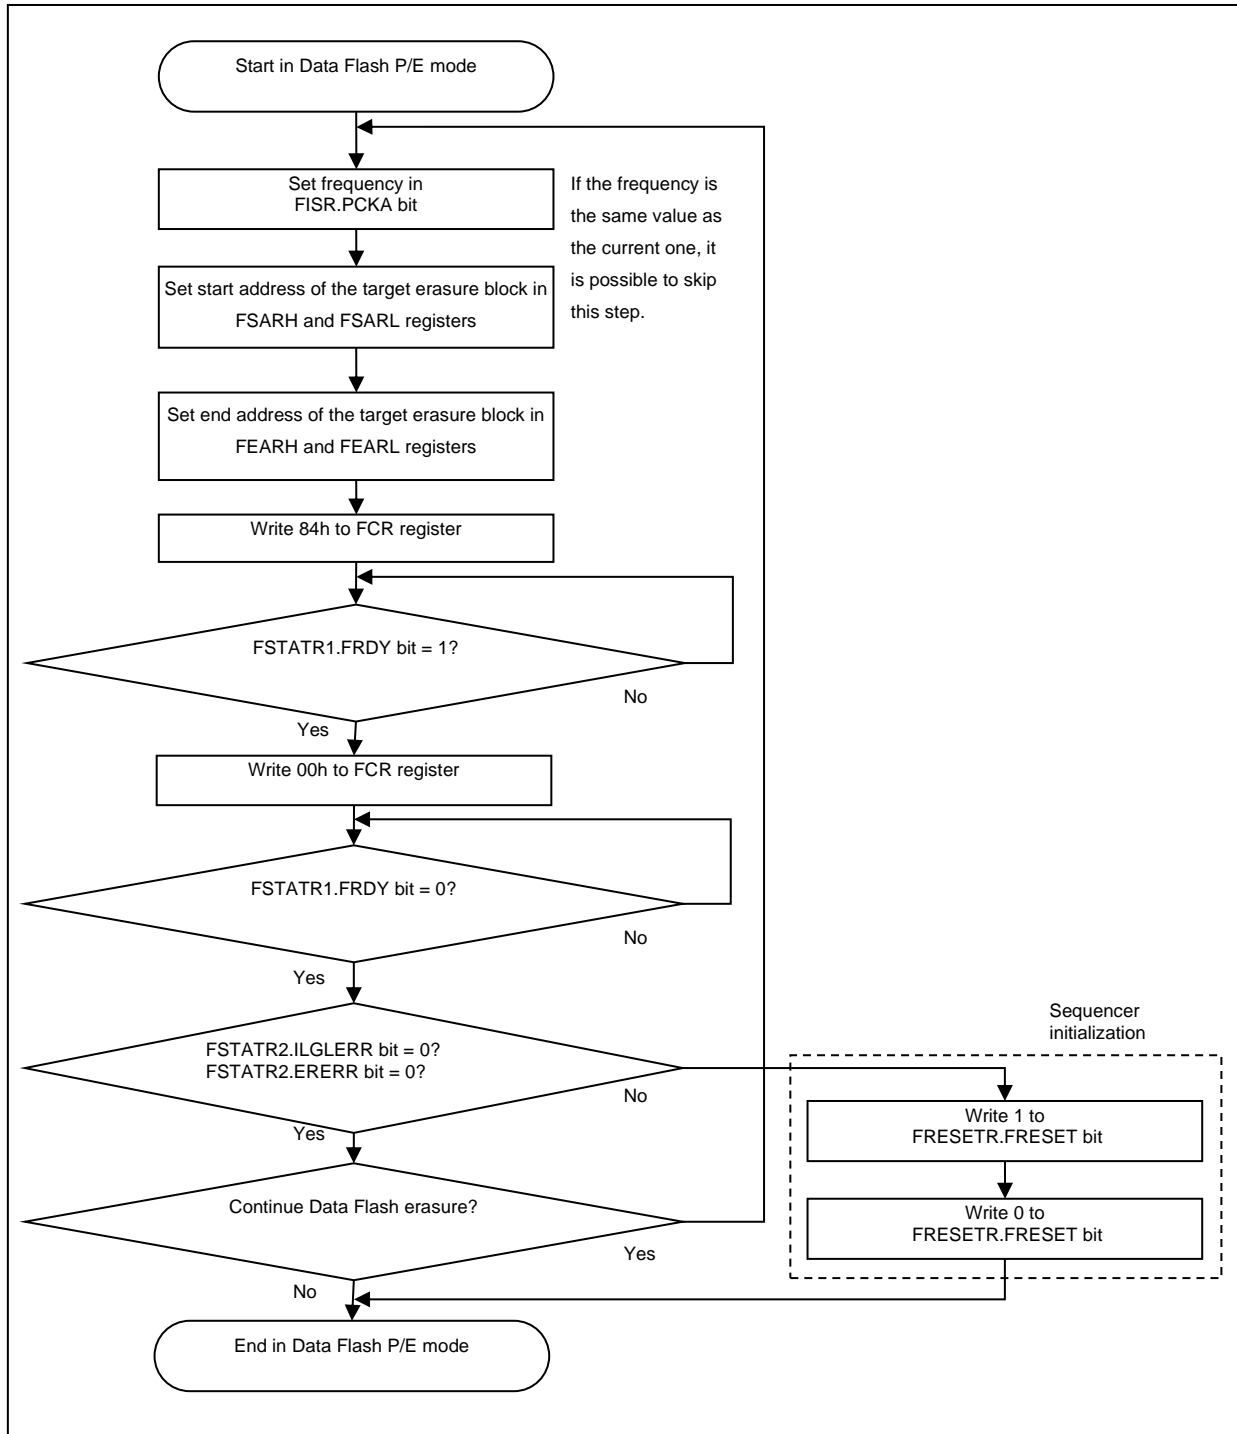 Start in Data Flash P/E mode
Set frequency in
FISR.PCKA bit
If the frequency is
the same value as
the current one, it
is possible to skip
this step.
Set start address of the target erasure block in
FSARH and FSARL registers
Set end address of the target erasure block in
FEARH and FEARL registers
Write 84h to FCR register
FSTATR1.FRDY bit = 1?
No
Yes
Write 00h to FCR register
FSTATR1.FRDY bit = 0?
No
Yes
FSTATR2.ILGLERR bit = 0?
FSTATR2.ERERR bit = 0?
No
Yes
Sequencer
initialization
Write 1 to
FRESETR.FRESET bit
Write 0 to
FRESETR.FRESET bit
Continue Data Flash erasure?
Yes
No
End in Data Flash P/E mode